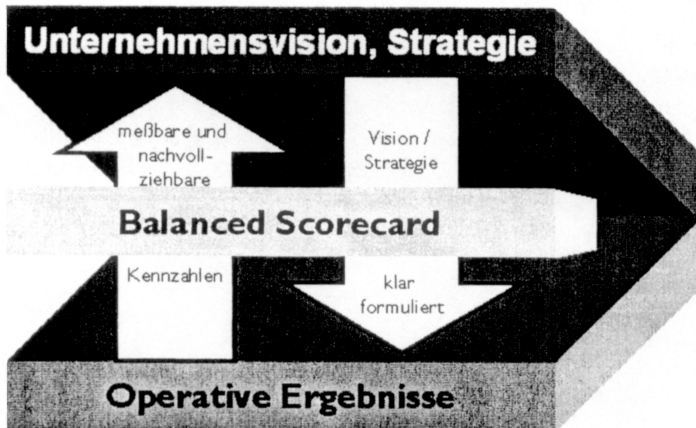 Unternehmensvision, Strategie
meßbare und
nachvoll-
ziehbare
Vision /
Strategie
Balanced Scorecard
Kennzahlen
klar
formuliert
Operative Ergebnisse